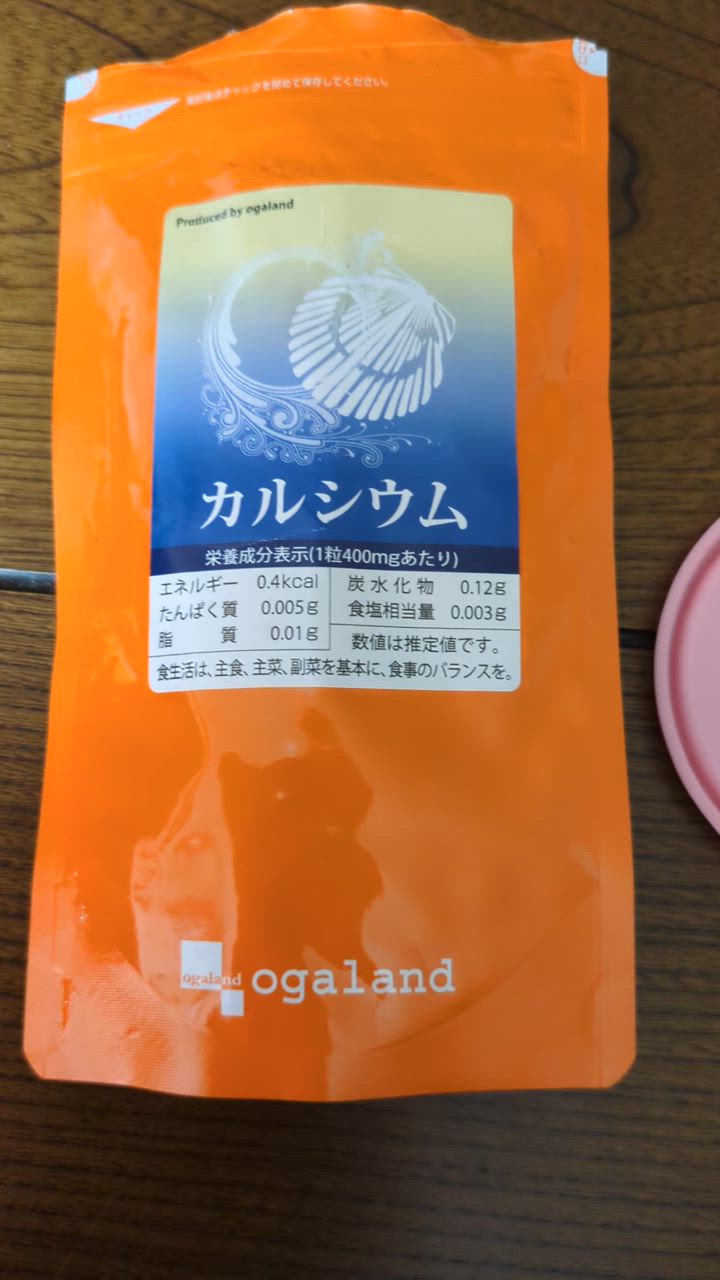 開封後はチャックを閉めて保存してください。
チャック
Produced by ogaland
カルシウム
栄養成分表示(1粒400mgあたり)
エネルギー 0.4kcal
たんぱく質 0.005g
脂質 0.01g
炭水化物 0.12g
食塩相当量 0.003g
数値は推定値です。
食生活は、主食、主菜、副菜を基本に、食事のバランスを。
ogaland
ogaland